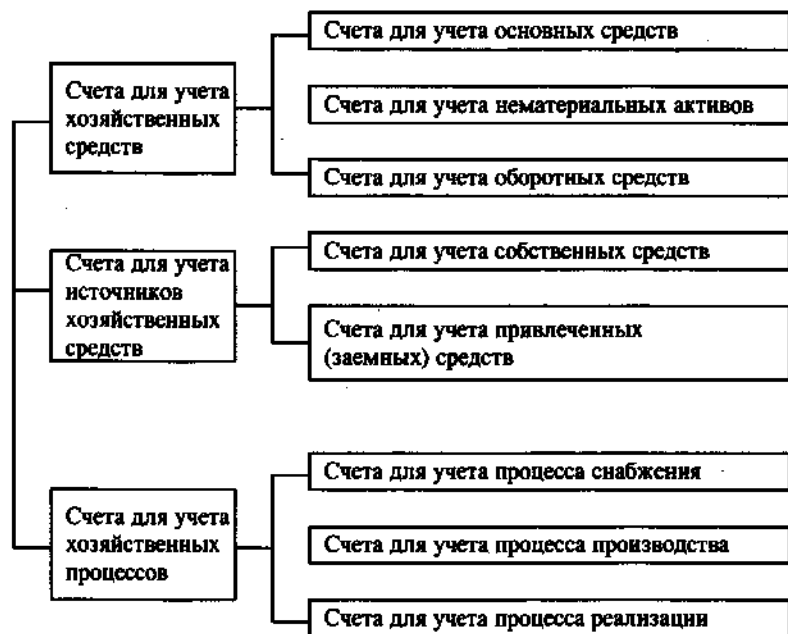 Счета для учета
хозяйственных
средств
Счета для учета основных средств
Счета для учета нематериальных активов
Счета для учета оборотных средств
Счета для учета
источников
хозяйственных
средств
Счета для учета собственных средств
Счета для учета привлеченных
(заемных) средств
Счета для учета
хозяйственных
процессов
Счета для учета процесса снабжения
Счета для учета процесса производства
Счета для учета процесса реализации